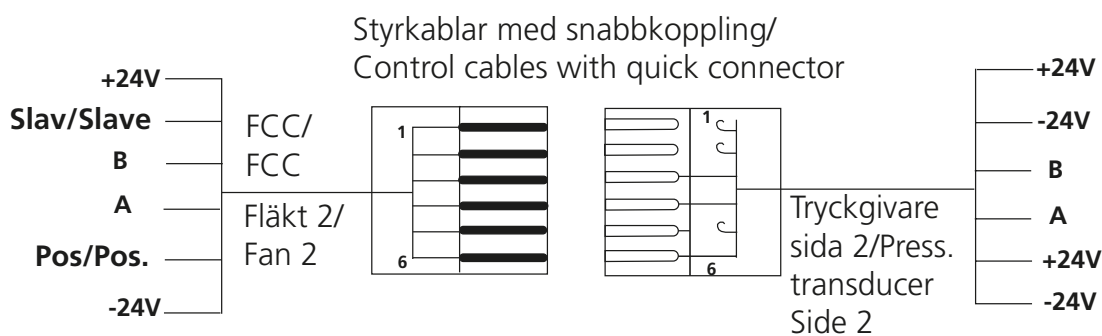 Styrkablar med snabbkoppling/
Control cables with quick connector
+24V
Slav/Slave
B
A
Pos/Pos.
-24V
FCC/
FCC
Fläkt 2/
Fan 2
1
6
1
6
Tryckgivare
sida 2/Press.
transducer
Side 2
+24V
-24V
B
A
+24V
-24V